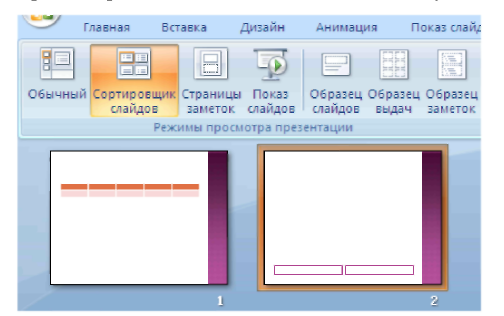 Главная Вставка Дизайн Анимация Показ слайд
Обычный Сортировщик слайдов Страницы заметок Показ слайдов Образец слайдов Образец выдач Образец заметок
Режимы просмотра презентации
1 2